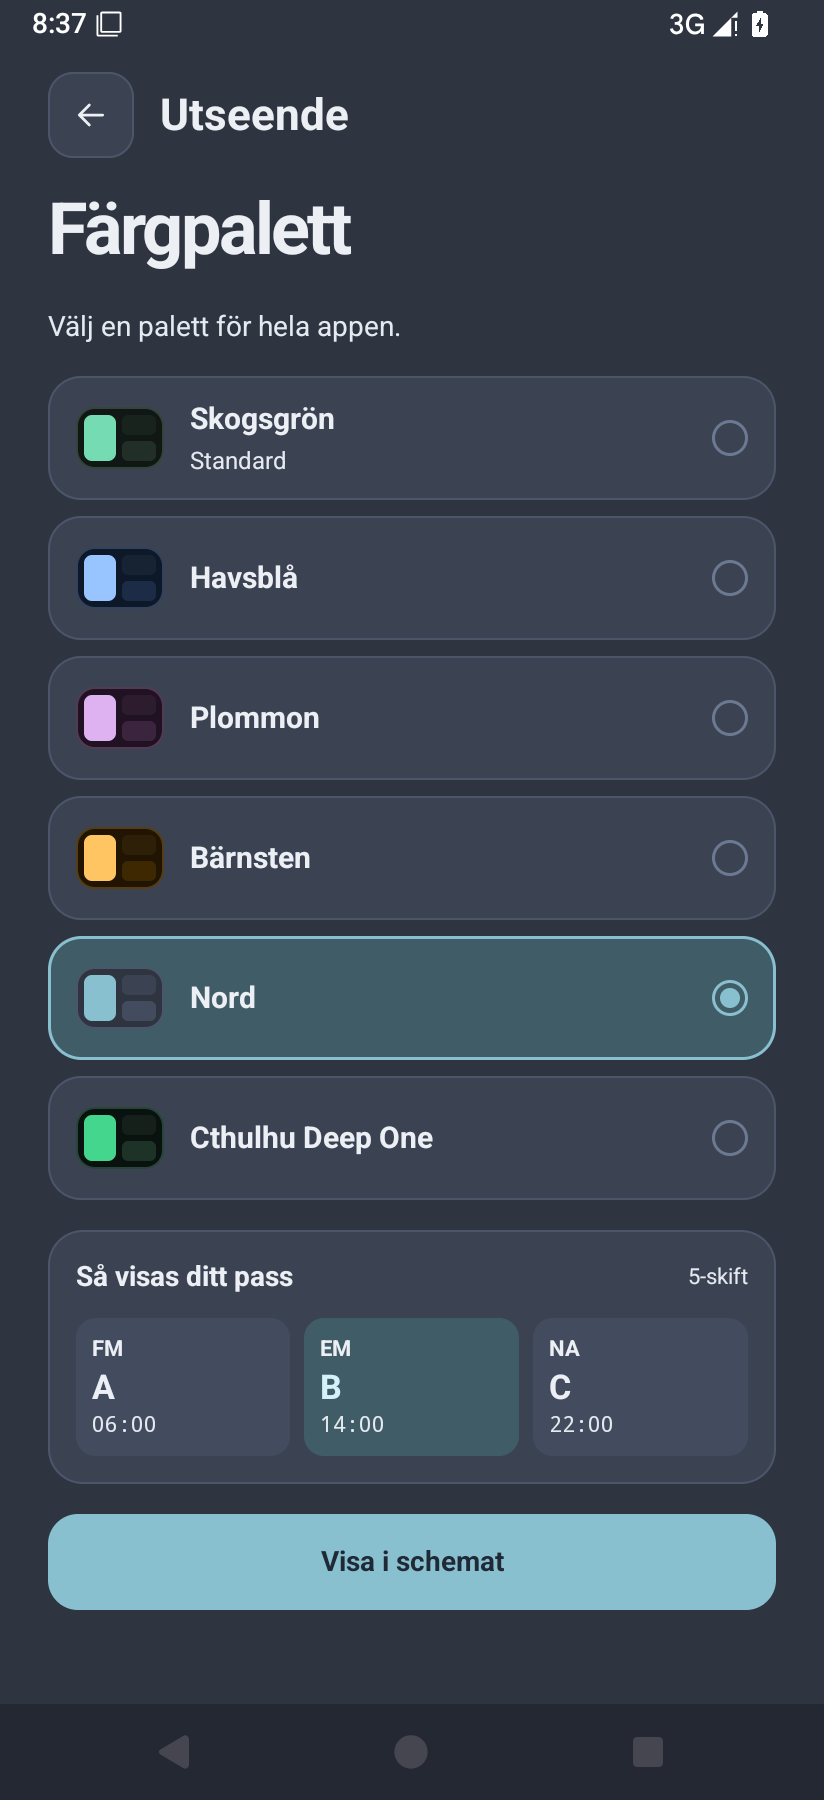 8:37
3G
Utseende
Färgpalett
Välj en palett för hela appen.
Skogsgrön
Standard
Havsblå
Plommon
Bärnsten
Nord
Cthulhu Deep One
Så visas ditt pass
5-skift
FM
A
06:00
EM
B
14:00
NA
C
22:00
Visa i schemat